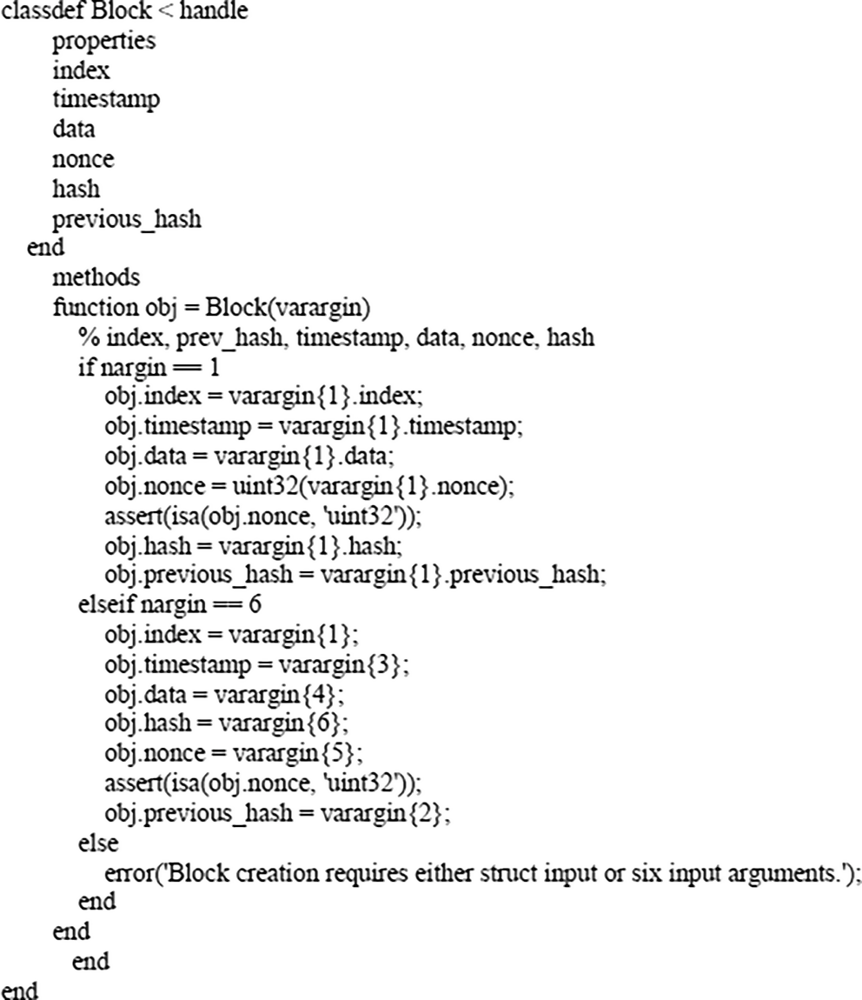 classdef Block < handle
properties
index
timestamp
data
nonce
hash
previous_hash
end
methods
function obj = Block(varargin)
% index, prev_hash, timestamp, data, nonce, hash
if nargin == 1
obj.index = varargin{1}.index;
obj.timestamp = varargin{1}.timestamp;
obj.data = varargin{1}.data;
obj.nonce = uint32(varargin{1}.nonce);
assert(isa(obj.nonce, 'uint32'));
obj.hash = varargin{1}.hash;
obj.previous_hash = varargin{1}.previous_hash;
elseif nargin == 6
obj.index = varargin{1};
obj.timestamp = varargin{3};
obj.data = varargin{4};
obj.hash = varargin{6};
obj.nonce = varargin{5};
assert(isa(obj.nonce, 'uint32'));
obj.previous_hash = varargin{2};
else
error('Block creation requires either struct input or six input arguments.');
end
end
end
end